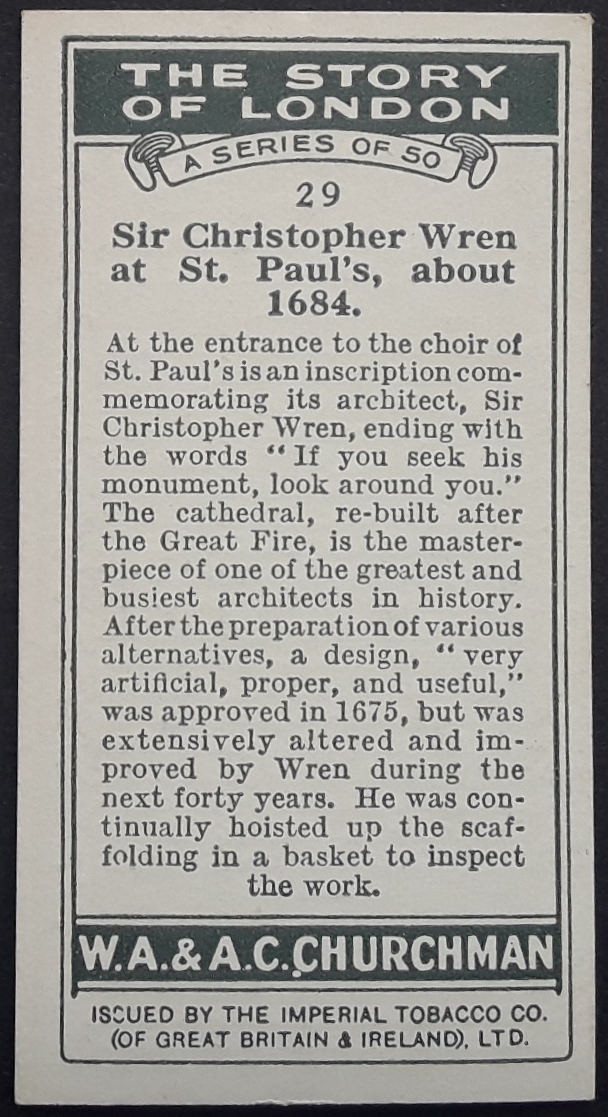 THE STORY
OF LONDON
A SERIES OF 50
29
Sir Christopher Wren
at St. Paul's, about
1684.
At the entrance to the choir of
St. Paul's is an inscription com-
memorating its architect, Sir
Christopher Wren, ending with
the words "If you seek his
monument, look around you."
The cathedral, re-built after
the Great Fire, is the master-
piece of one of the greatest and
busiest architects in history.
After the preparation of various
alternatives, a design, "very
artificial, proper, and useful,"
was approved in 1675, but was
extensively altered and im-
proved by Wren during the
next forty years. He was con-
tinually hoisted up the scaf-
folding in a basket to inspect
the work.
W.A. & A.C. CHURCHMAN
ISSUED BY THE IMPERIAL TOBACCO CO.
(OF GREAT BRITAIN & IRELAND), LTD.